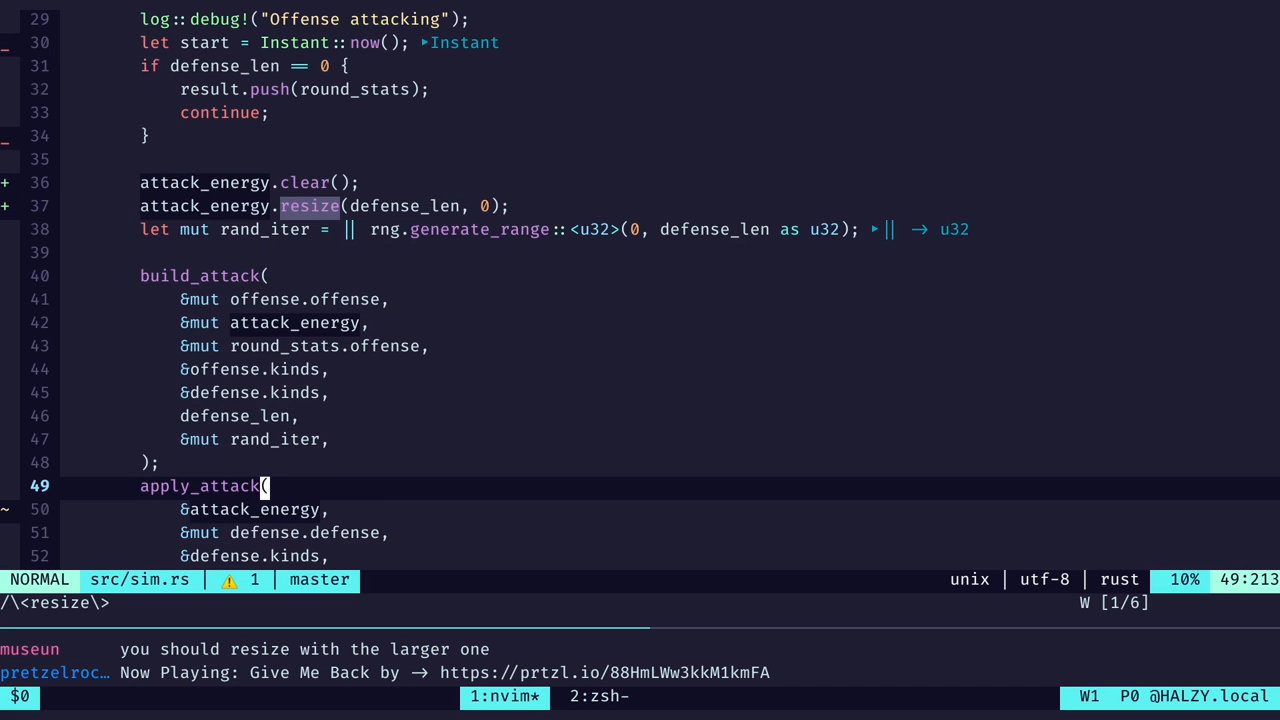 29 log::debug!("Offense attacking");
_ 30 let start = Instant::now(); ▸Instant
31 if defense_len == 0 {
32 result.push(round_stats);
33 continue;
_ 34 }
35
+ 36 attack_energy.clear();
+ 37 attack_energy.resize(defense_len, 0);
38 let mut rand_iter = || rng.generate_range::<u32>(0, defense_len as u32); ▸|| -> u32
39
40 build_attack(
41 &mut offense.offense,
42 &mut attack_energy,
43 &mut round_stats.offense,
44 &offense.kinds,
45 &defense.kinds,
46 defense_len,
47 &mut rand_iter,
48 );
49 apply_attack(
~ 50 &attack_energy,
51 &mut defense.defense,
52 &defense.kinds,
NORMAL src/sim.rs | ⚠ 1 | master unix | utf-8 | rust 10% 49:213
/\<resize\> W [1/6]
museun you should resize with the larger one
pretzelroc… Now Playing: Give Me Back by -> https://prtzl.io/88HmLWw3kkM1kmFA
$0 1:nvim* 2:zsh- W1 P0 @HALZY.local